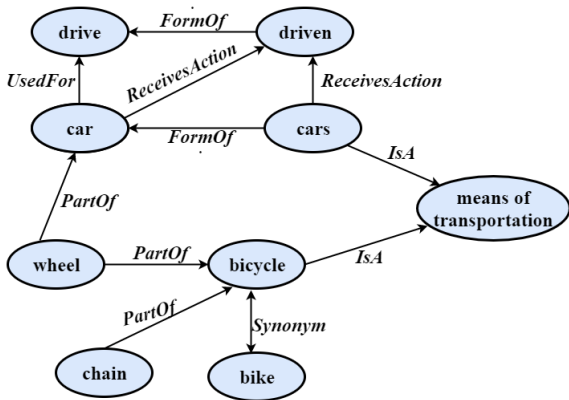 FormOf
drive
driven
UsedFor
ReceivesAction
ReceivesAction
car
FormOf
cars
IsA
PartOf
means of
transportation
wheel
PartOf
bicycle
IsA
PartOf
Synonym
chain
bike